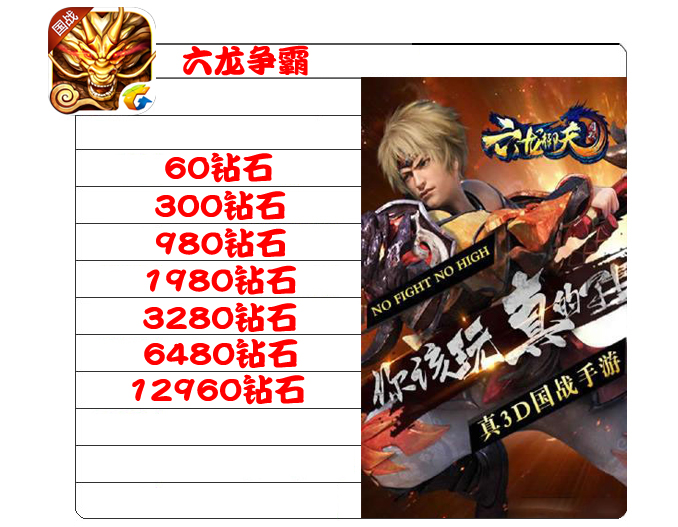 国战
六龙争霸
60钻石
300钻石
980钻石
1980钻石
3280钻石
6480钻石
12960钻石
六龙御天
NO FIGHT NO HIGH
你该玩真的了
真3D国战手游